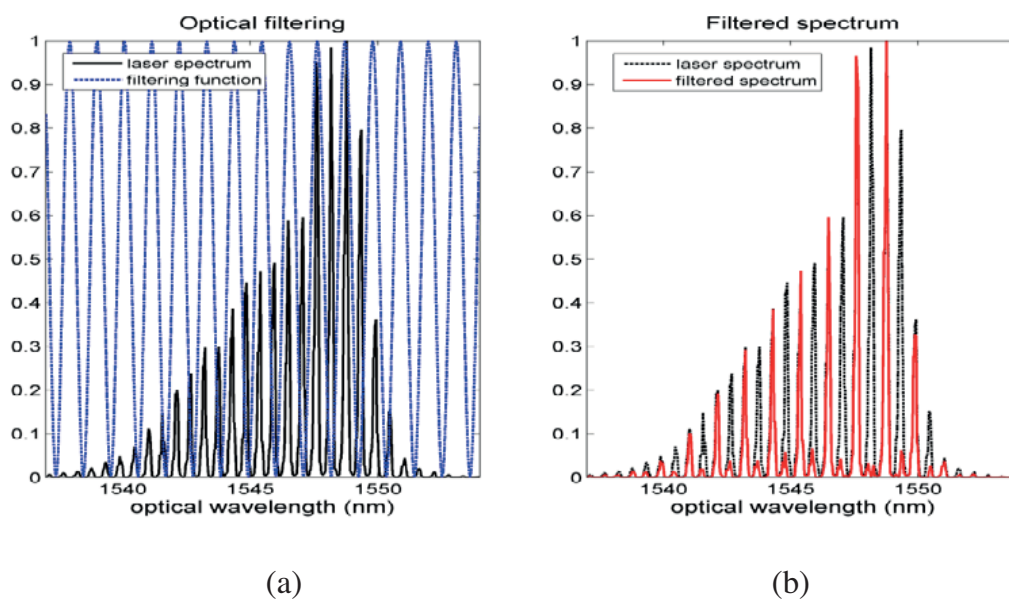 Optical filtering
1
0.9
0.8
0.7
0.6
0.5
0.4
0.3
0.2
0.1
0
laser spectrum
filtering function
1540
1545
1550
optical wavelength (nm)
(a)
Filtered spectrum
1
0.9
0.8
0.7
0.6
0.5
0.4
0.3
0.2
0.1
0
laser spectrum
filtered spectrum
1540
1545
1550
optical wavelength (nm)
(b)